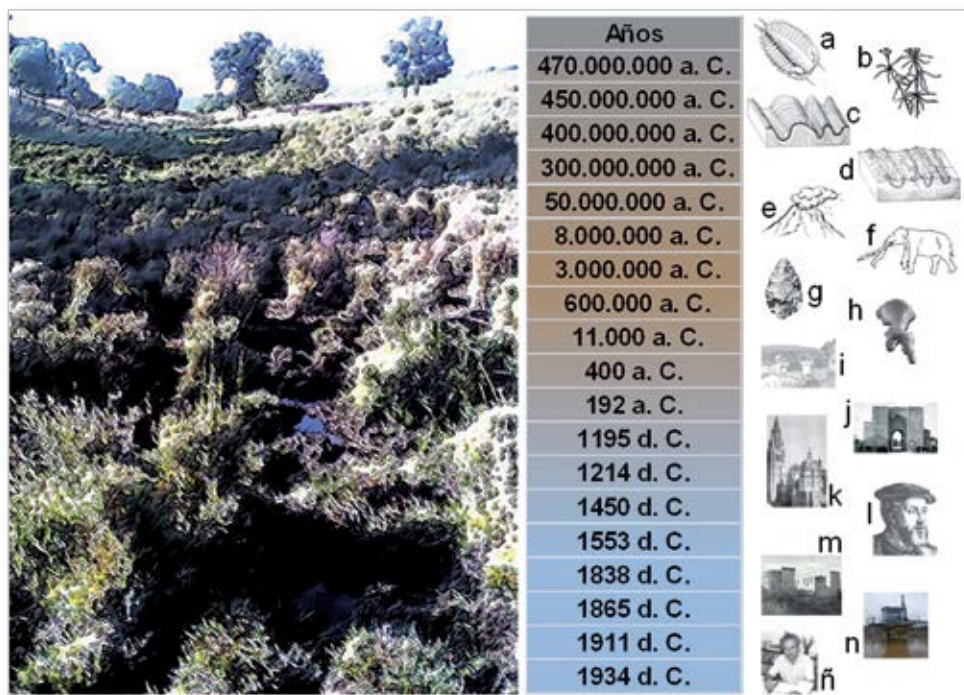 Años
470.000.000 a. C.
450.000.000 a. C.
400.000.000 a. C.
300.000.000 a. C.
50.000.000 a. C.
8.000.000 a. C.
3.000.000 a. C.
600.000 a. C.
11.000 a. C.
400 a. C.
192 a. C.
1195 d. C.
1214 d. C.
1450 d. C.
1553 d. C.
1838 d. C.
1865 d. C.
1911 d. C.
1934 d. C.
a
b
c
d
e
f
g
h
i
j
k
l
m
n
ñ